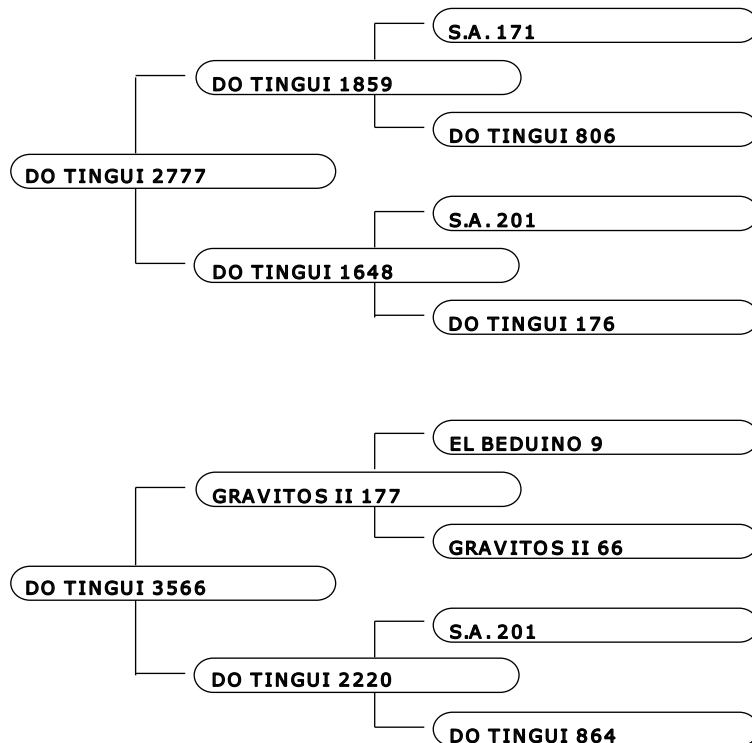 S.A. 171
DO TINGUI 1859
DO TINGUI 806
DO TINGUI 2777
S.A. 201
DO TINGUI 1648
DO TINGUI 176
EL BEDUINO 9
GRAVITOS II 177
GRAVITOS II 66
DO TINGUI 3566
S.A. 201
DO TINGUI 2220
DO TINGUI 864